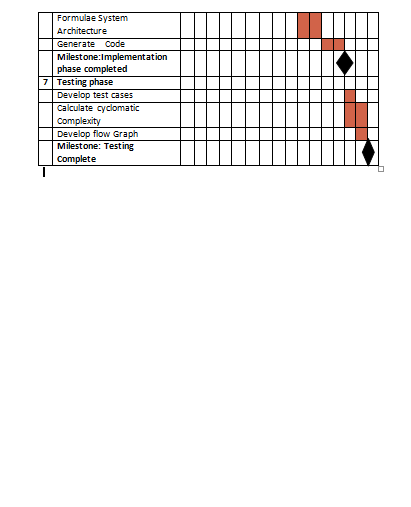 Formulae System
Architecture
Generate Code
Milestone:Implementation
phase completed
7 Testing phase
Develop test cases
Calculate cyclomatic
Complexity
Develop flow Graph
Milestone: Testing
Complete